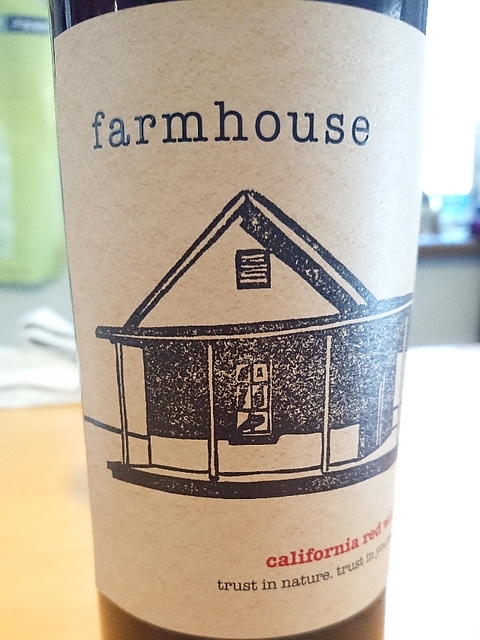 farmhouse
california red
trust in nature. trust in